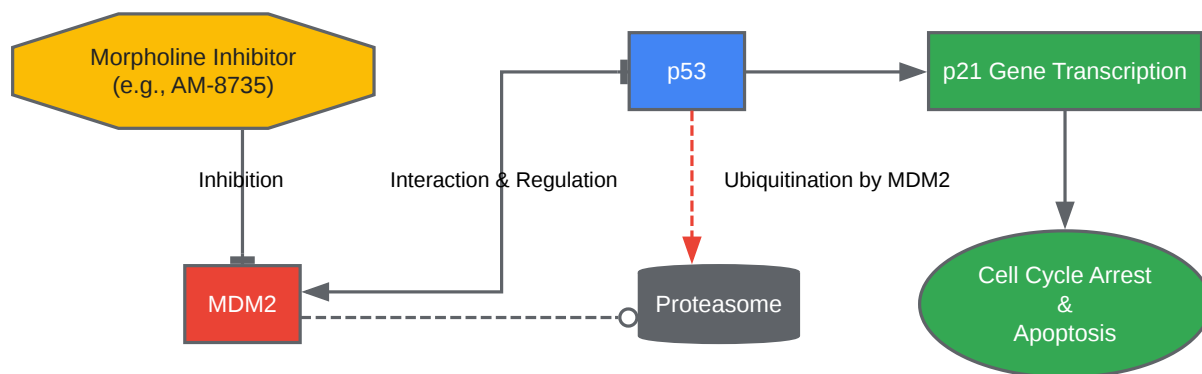 Morpholine Inhibitor
(e.g., AM-8735)
p53
p21 Gene Transcription
Inhibition
Interaction & Regulation
Ubiquitination by MDM2
MDM2
Proteasome
Cell Cycle Arrest
&
Apoptosis